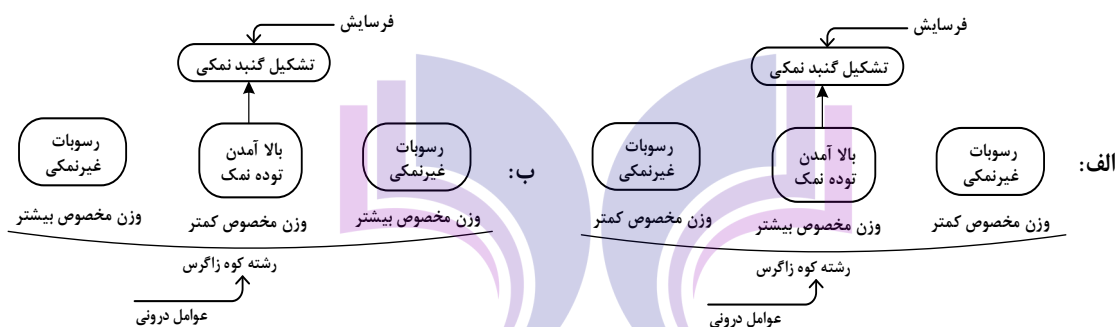 الف:
فرسایش
تشکیل گنبد نمکی
رسوبات
غیرنمکی
بالا آمدن
توده نمک
رسوبات
غیرنمکی
وزن مخصوص کمتر
وزن مخصوص بیشتر
وزن مخصوص کمتر
رشته کوه زاگرس
عوامل درونی
ب:
فرسایش
تشکیل گنبد نمکی
رسوبات
غیرنمکی
بالا آمدن
توده نمک
رسوبات
غیرنمکی
وزن مخصوص بیشتر
وزن مخصوص کمتر
وزن مخصوص بیشتر
رشته کوه زاگرس
عوامل درونی